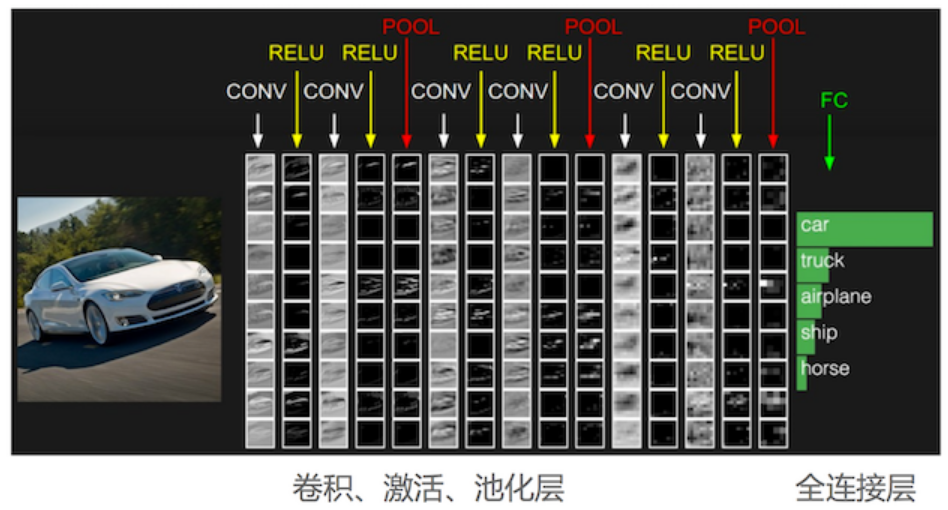 POOL POOL POOL
RELU RELU RELU RELU RELU RELU
CONV CONV CONV CONV CONV CONV
FC
car
truck
airplane
ship
horse
卷积、激活、池化层 全连接层